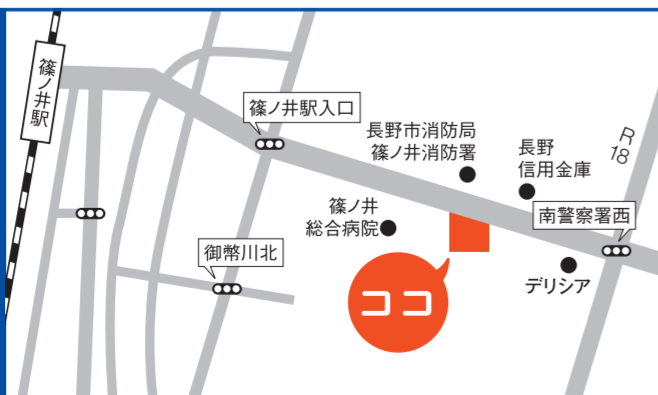 篠ノ井駅
篠ノ井駅入口
長野市消防局
篠ノ井消防署
長野
信用金庫
R
18
篠ノ井
総合病院
南警察署西
御幣川北
デリシア
ココ